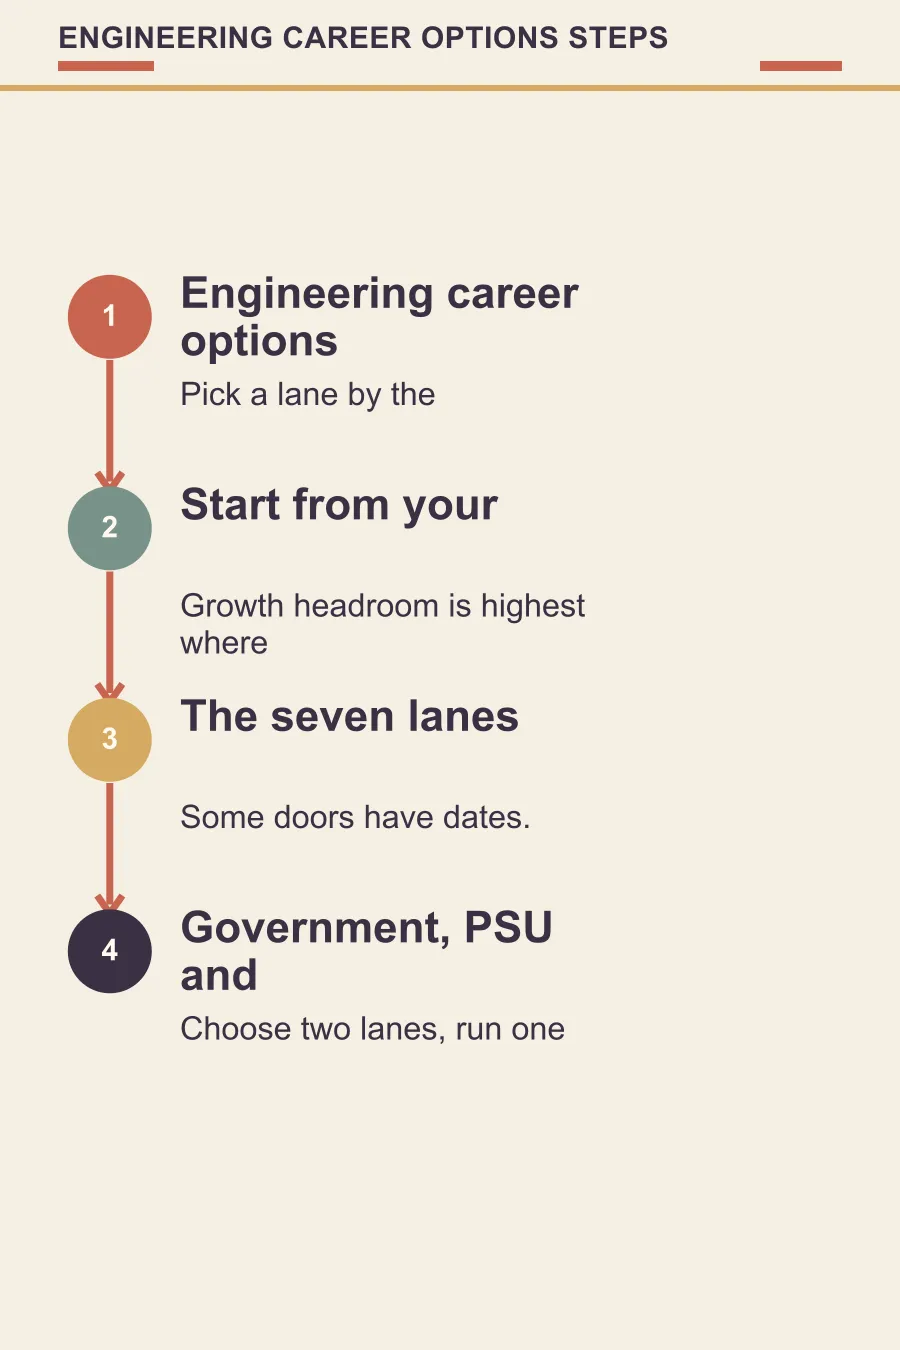 ENGINEERING CAREER OPTIONS STEPS
1
Engineering career
options
Pick a lane by the
2
Start from your
Growth headroom is highest
where
3
The seven lanes
Some doors have dates.
4
Government, PSU
and
Choose two lanes, run one